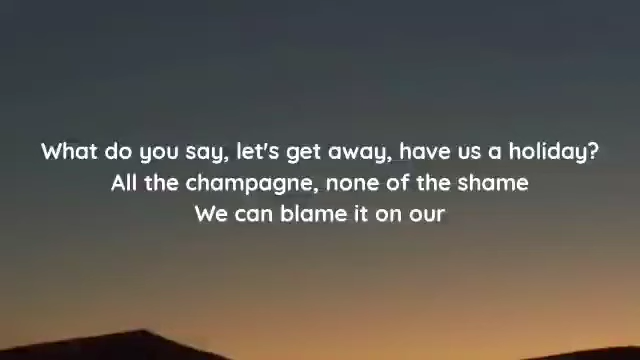 What do you say, let's get away, have us a holiday?
All the champagne, none of the shame
We can blame it on our